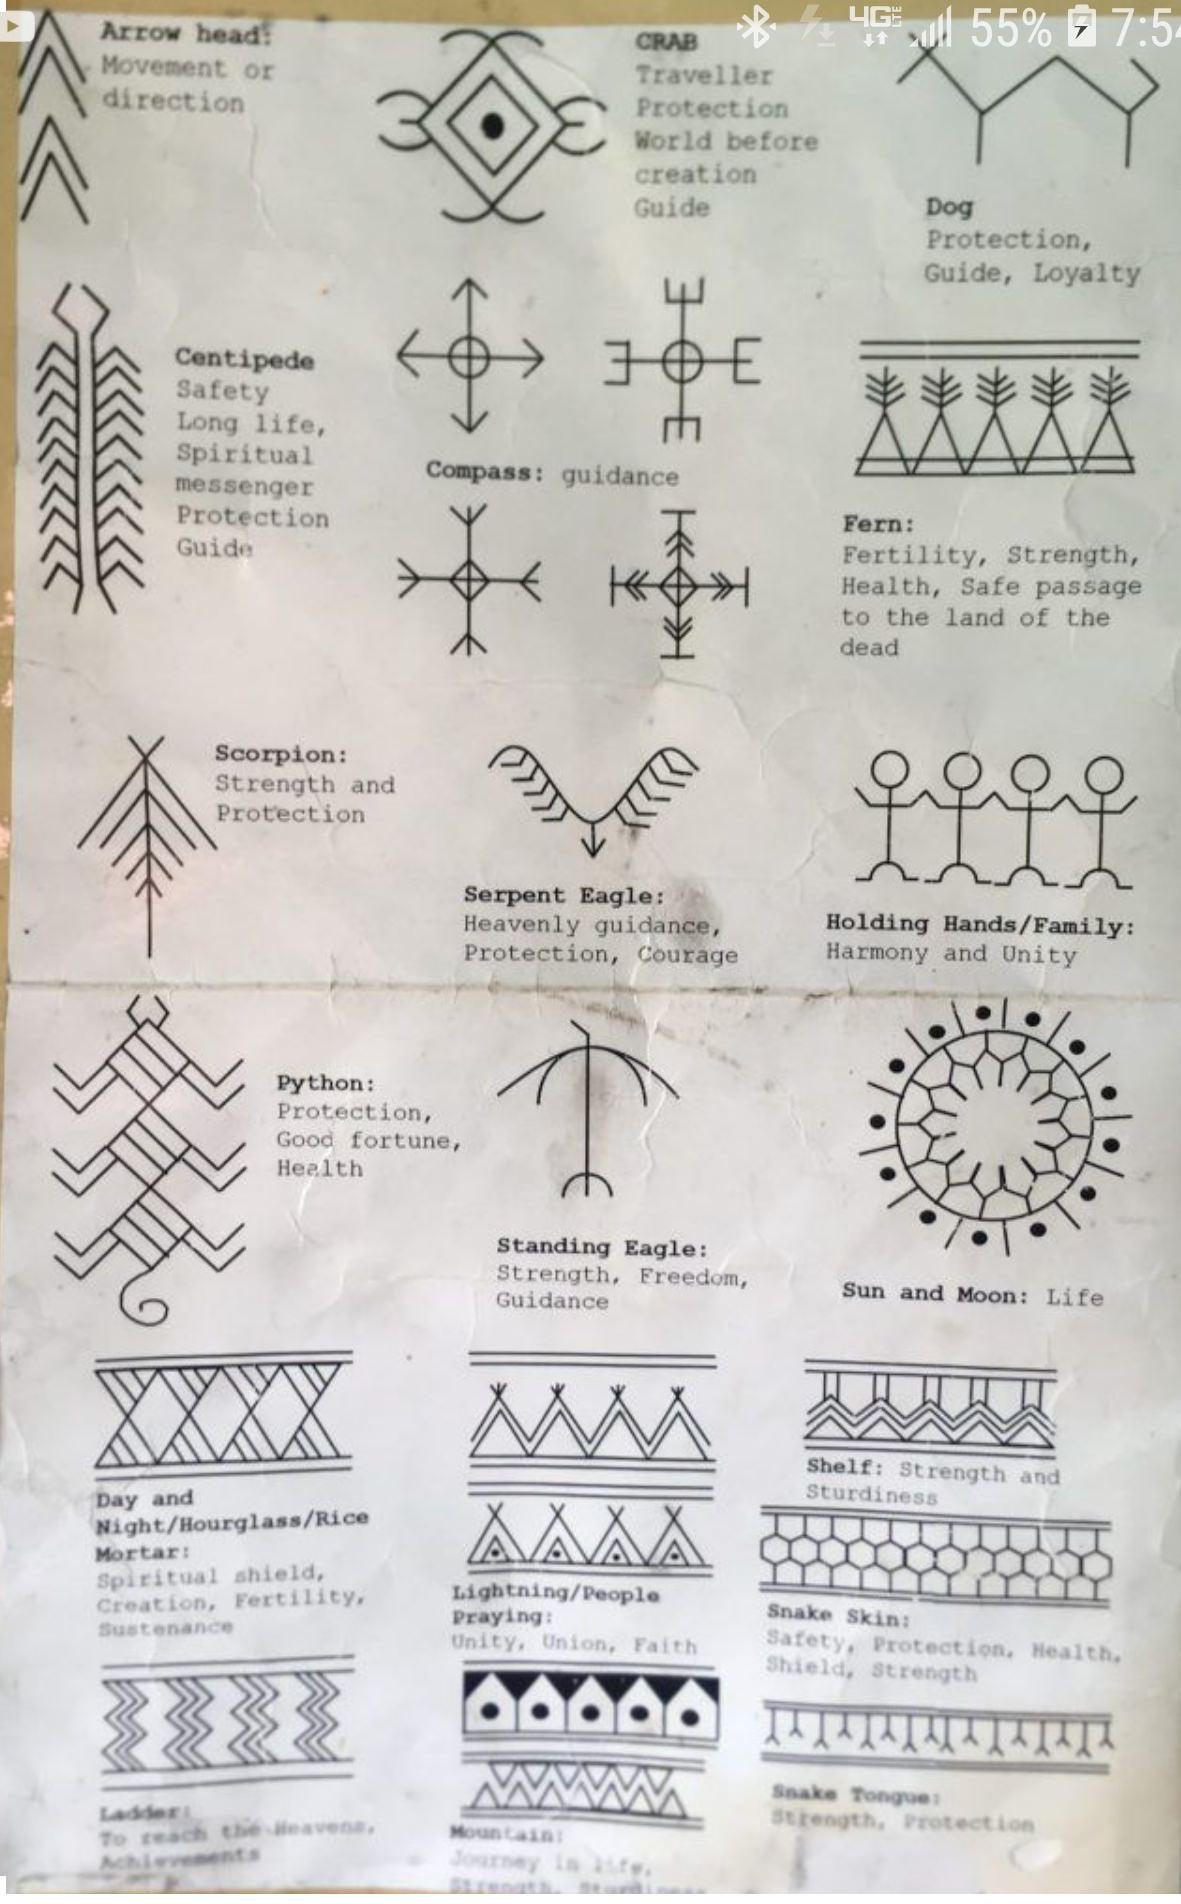 4G LTE 55% 7:54
Arrow head:
Movement or
direction
CRAB
Traveller
Protection
World before
creation
Guide
Dog
Protection,
Guide, Loyalty
Centipede
Safety
Long life,
Spiritual
messenger
Protection
Guide
Compass: guidance
Fern:
Fertility, Strength,
Health, Safe passage
to the land of the
dead
Scorpion:
Strength and
Protection
Serpent Eagle:
Heavenly guidance,
Protection, Courage
Holding Hands/Family:
Harmony and Unity
Python:
Protection,
Good fortune,
Health
Standing Eagle:
Strength, Freedom,
Guidance
Sun and Moon: Life
Day and
Night/Hourglass/Rice
Mortar:
Spiritual shield,
Creation, Fertility,
Sustenance
Lightning/People
Praying:
Unity, Union, Faith
Shelf: Strength and
Sturdiness
Snake Skin:
Safety, Protection, Health,
Shield, Strength
Ladder:
To reach the Heavens,
Achievements
Mountain:
Journey in life,
Strength, Sturdiness
Snake Tongue:
Strength, Protection